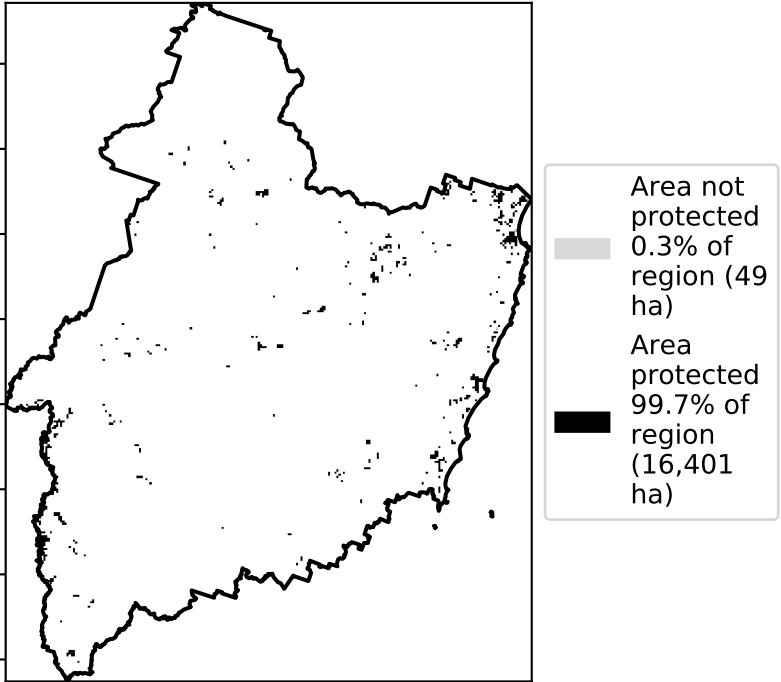 Area not
protected
0.3% of
region (49
ha)
Area
protected
99.7% of
region
(16,401
ha)